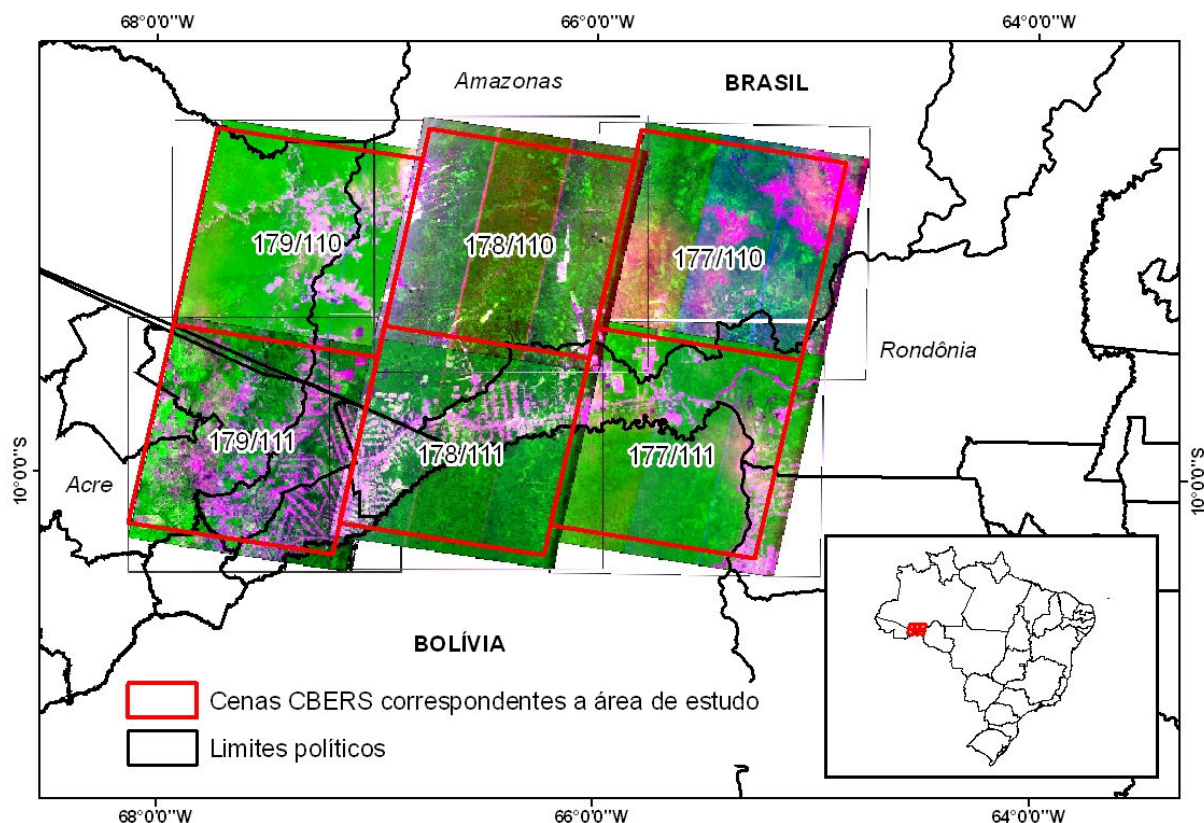 68°0'0"W
66°0'0"W
64°0'0"W
Amazonas
BRASIL
179/110
178/110
177/110
Rondônia
179/111
178/111
177/111
10°0'0"S
10°0'0"S
Acre
BOLÍVIA
Cenas CBERS correspondentes a área de estudo
Limites políticos
68°0'0"W
66°0'0"W
64°0'0"W